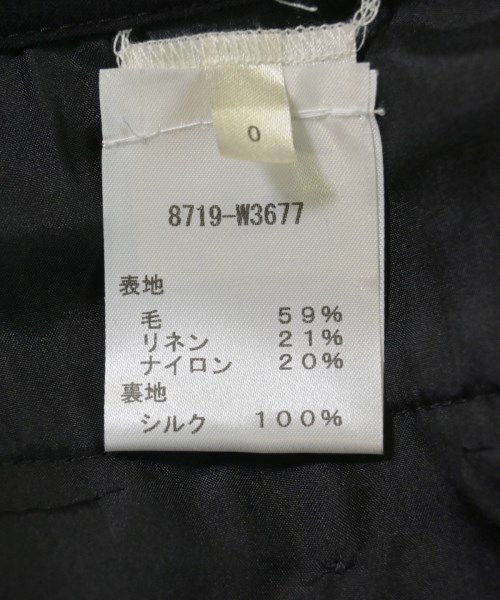 0
8719-W3677
表地
毛 59%
リネン 21%
ナイロン 20%
裏地
シルク 100%